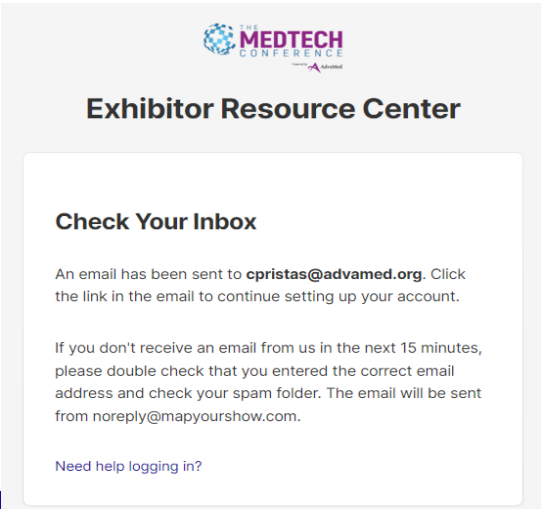 THE
MEDTECH
CONFERENCE
Powered by AdvaMed
Exhibitor Resource Center
Check Your Inbox
An email has been sent to cpristas@advamed.org. Click
the link in the email to continue setting up your account.
If you don't receive an email from us in the next 15 minutes,
please double check that you entered the correct email
address and check your spam folder. The email will be sent
from noreply@mapyourshow.com.
Need help logging in?